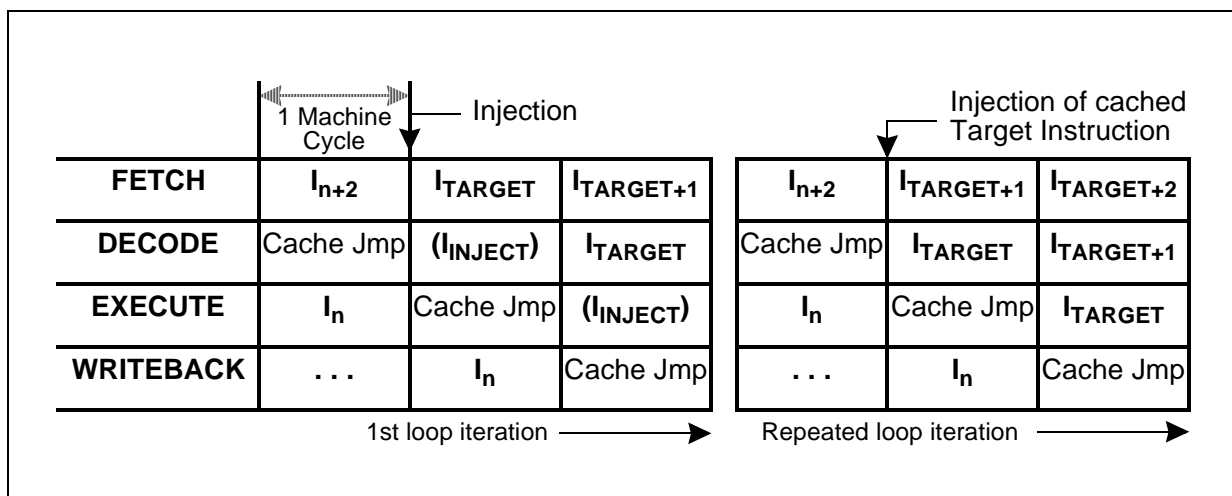 1 Machine
Cycle
Injection
Injection of cached
Target Instruction
FETCH In+2 ITARGET ITARGET+1 In+2 ITARGET+1 ITARGET+2
DECODE Cache Jmp (IINJECT) ITARGET Cache Jmp ITARGET ITARGET+1
EXECUTE In Cache Jmp (IINJECT) In Cache Jmp ITARGET
WRITEBACK . . . In Cache Jmp . . . In Cache Jmp
1st loop iteration Repeated loop iteration